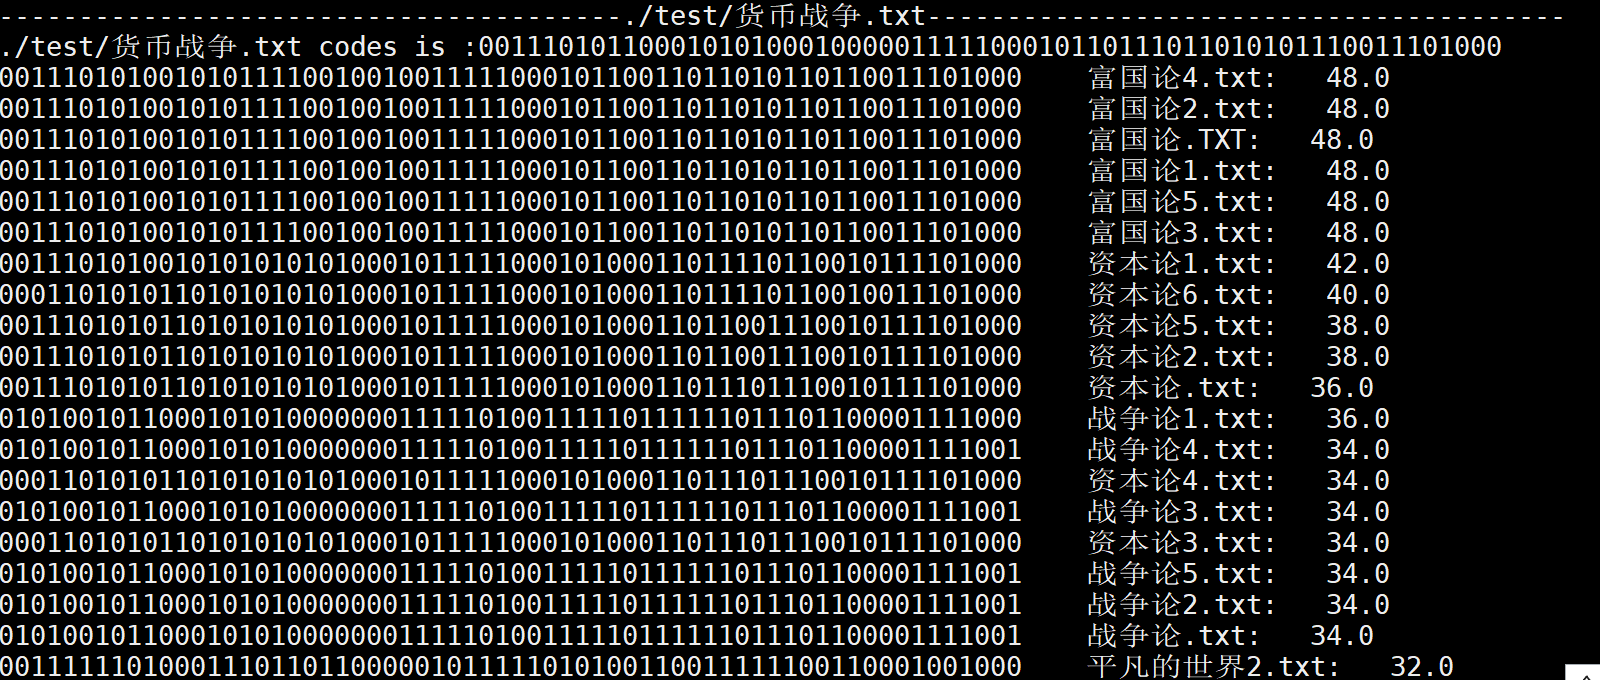 ---------------------------------------./test/货币战争.txt----------------------------------------
./test/货币战争.txt codes is :0011101011000101010001000001111100010110111011010101110011101000
0011101010010101111001001001111100010110011011010110110011101000    富国论4.txt:   48.0
0011101010010101111001001001111100010110011011010110110011101000    富国论2.txt:   48.0
0011101010010101111001001001111100010110011011010110110011101000    富国论.TXT:   48.0
0011101010010101111001001001111100010110011011010110110011101000    富国论1.txt:   48.0
0011101010010101111001001001111100010110011011010110110011101000    富国论5.txt:   48.0
0011101010010101111001001001111100010110011011010110110011101000    富国论3.txt:   48.0
0011101010010101010101000101111100010100011011110110010111101000    资本论1.txt:   42.0
0001101010110101010101000101111100010100011011110110010111101000    资本论6.txt:   40.0
0011101010110101010101000101111100010100011011001110010111101000    资本论5.txt:   38.0
0011101010110101010101000101111100010100011011001110010111101000    资本论2.txt:   38.0
0011101010110101010101000101111100010100011011101110010111101000    资本论.txt:   36.0
0101001011000101010000000111110100111110111111011101100001111000    战争论1.txt:   36.0
0101001011000101010000000111110100111110111111011101100001111001    战争论4.txt:   34.0
0001101010110101010101000101111100010100011011101110010111101000    资本论4.txt:   34.0
0101001011000101010000000111110100111110111111011101100001111001    战争论3.txt:   34.0
0001101010110101010101000101111100010100011011101110010111101000    资本论3.txt:   34.0
0101001011000101010000000111110100111110111111011101100001111001    战争论5.txt:   34.0
0101001011000101010000000111110100111110111111011101100001111001    战争论2.txt:   34.0
0101001011000101010000000111110100111110111111011101100001111001    战争论.txt:   34.0
0011111101000111011011000001011111010100110011111100110001001000    平凡的世界2.txt:   32.0